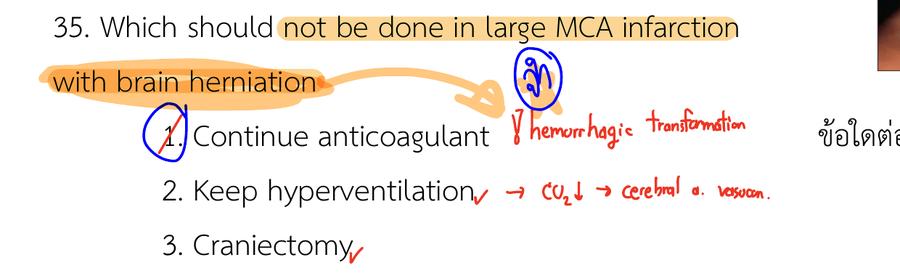 35. Which should not be done in large MCA infarction
with brain herniation
1. Continue anticoagulant hemorrhagic transformation
ข้อใดต่อ
2. Keep hyperventilation ✓ → CO₂↓ → cerebral a. vasocon.
3. Craniectomy ✓